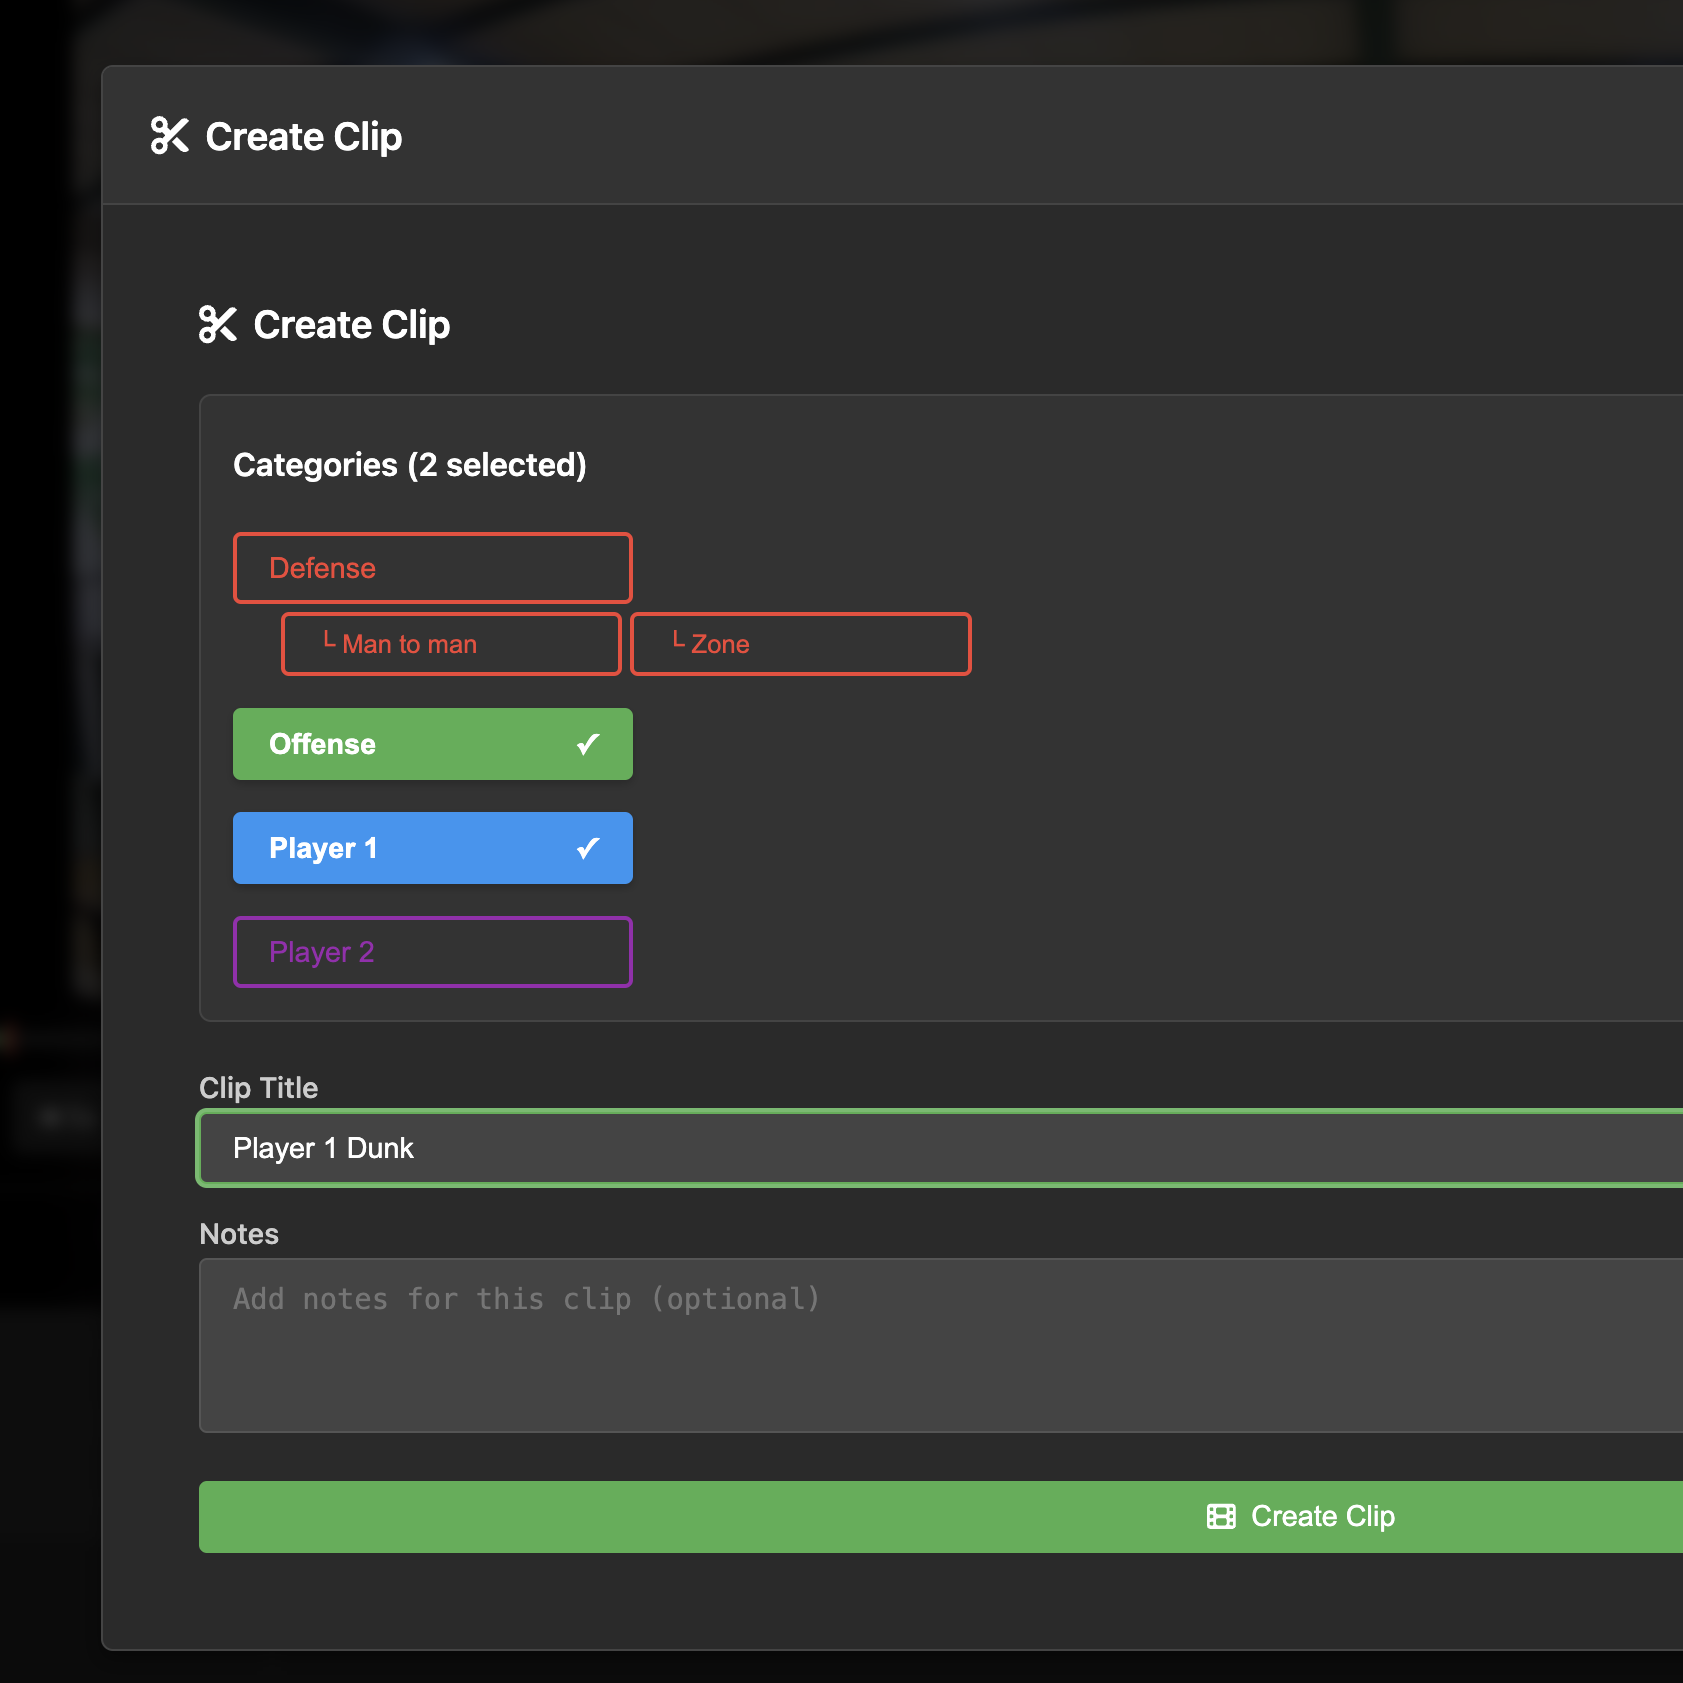 Create Clip
Create Clip
Categories (2 selected)
Defense
└ Man to man
└ Zone
Offense ✓
Player 1 ✓
Player 2
Clip Title
Player 1 Dunk
Notes
Add notes for this clip (optional)
Create Clip